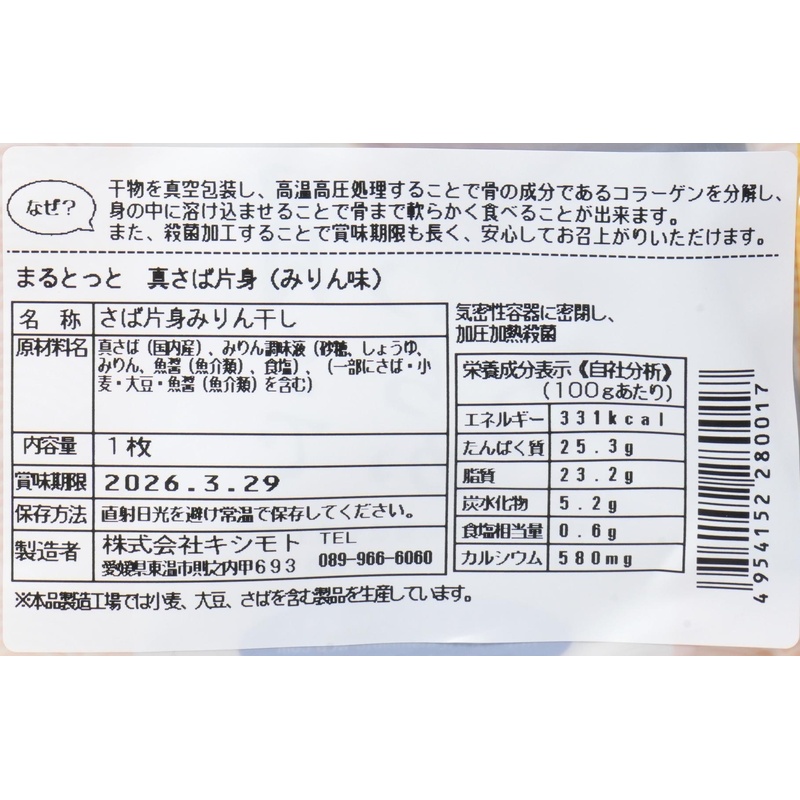 なぜ?
干物を真空包装し、高温高圧処理することで骨の成分であるコラーゲンを分解し、
身の中に溶け込ませることで骨まで軟らかく食べることが出来ます。
また、殺菌加工することで賞味期限も長く、安心してお召上がりいただけます。
まるとっと 真さば片身(みりん味)
名称 さば片身みりん干し
原材料名 真さば(国内産)、みりん調味液(砂糖、しょうゆ、
みりん、魚醤(魚介類)、食塩)、(一部にさば・小
麦・大豆・魚醤(魚介類)を含む)
内容量 1枚
賞味期限 2026.3.29
保存方法 直射日光を避け常温で保存してください。
製造者 株式会社キシモト TEL
愛媛県東温市則之内甲693 089-966-6060
※本品製造工場では小麦、大豆、さばを含む製品を生産しています。
気密性容器に密閉し、
加圧加熱殺菌
栄養成分表示《自社分析》
(100gあたり)
エネルギー 331kcal
たんぱく質 25.3g
脂質 23.2g
炭水化物 5.2g
食塩相当量 0.6g
カルシウム 580mg
4954152280017